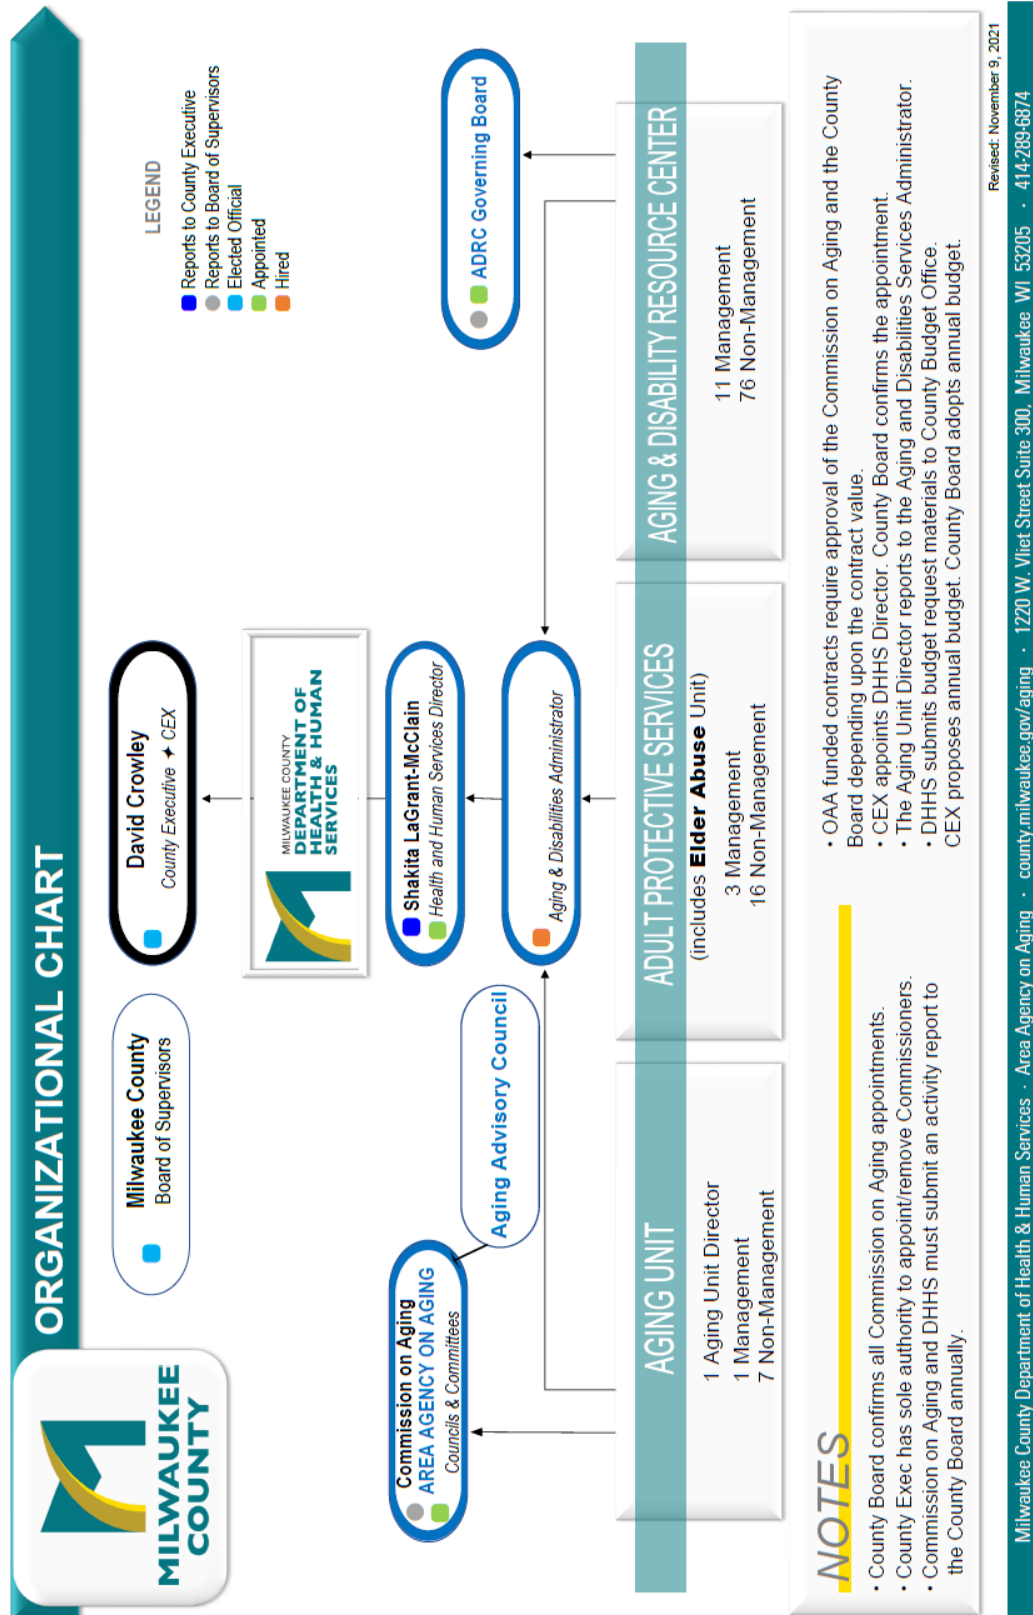 MILWAUKEE
COUNTY
ORGANIZATIONAL CHART
Milwaukee County
Board of Supervisors
David Crowley
County Executive ✦ CEX
LEGEND
Reports to County Executive
Reports to Board of Supervisors
Elected Official
Appointed
Hired
MILWAUKEE COUNTY
DEPARTMENT OF
HEALTH & HUMAN
SERVICES
Commission on Aging
AREA AGENCY ON AGING
Councils & Committees
Aging Advisory Council
Shakita LaGrant-McClain
Health and Human Services Director
Aging & Disabilities Administrator
ADRC Governing Board
AGING UNIT
1 Aging Unit Director
1 Management
7 Non-Management
ADULT PROTECTIVE SERVICES
(includes Elder Abuse Unit)
3 Management
16 Non-Management
AGING & DISABILITY RESOURCE CENTER
11 Management
76 Non-Management
NOTES
• County Board confirms all Commission on Aging appointments.
• County Exec has sole authority to appoint/remove Commissioners.
• Commission on Aging and DHHS must submit an activity report to
the County Board annually.
• OAA funded contracts require approval of the Commission on Aging and the County
Board depending upon the contract value.
• CEX appoints DHHS Director. County Board confirms the appointment.
• The Aging Unit Director reports to the Aging and Disabilities Services Administrator.
• DHHS submits budget request materials to County Budget Office.
CEX proposes annual budget. County Board adopts annual budget.
Revised: November 9, 2021
Milwaukee County Department of Health & Human Services · Area Agency on Aging · county.milwaukee.gov/aging · 1220 W. Vliet Street Suite 300, Milwaukee WI 53205 · 414-289-6874